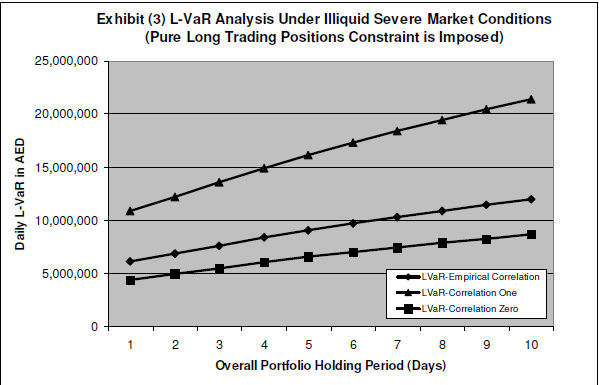 Exhibit (3) L-VaR Analysis Under Illiquid Severe Market Conditions
(Pure Long Trading Positions Constraint is Imposed)
25,000,000
20,000,000
15,000,000
10,000,000
5,000,000
0
Daily L-VaR in AED
LVaR-Empirical Correlation
LVaR-Correlation One
LVaR-Correlation Zero
1 2 3 4 5 6 7 8 9 10
Overall Portfolio Holding Period (Days)